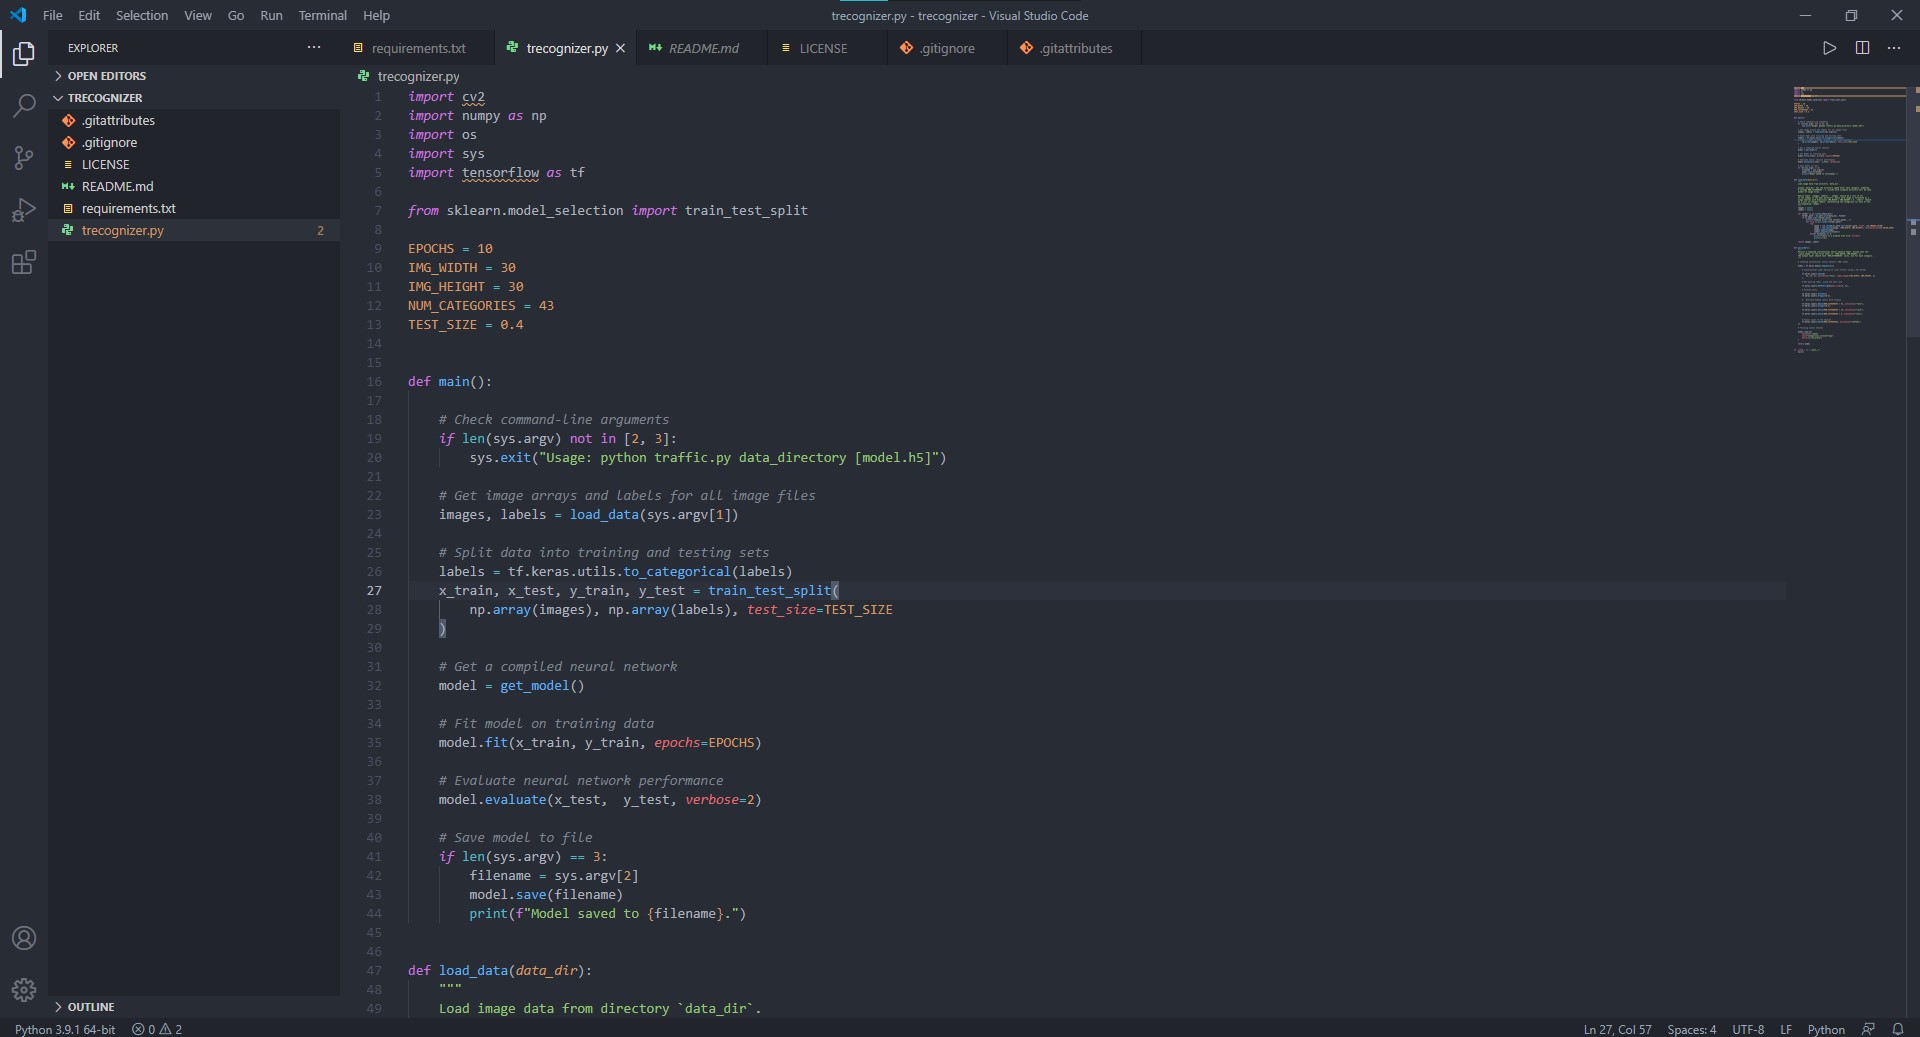 File Edit Selection View Go Run Terminal Help
trecognizer.py - trecognizer - Visual Studio Code
EXPLORER
OPEN EDITORS
TRECOGNIZER
.gitattributes
.gitignore
LICENSE
README.md
requirements.txt
trecognizer.py 2
OUTLINE
requirements.txt trecognizer.py README.md LICENSE .gitignore .gitattributes
trecognizer.py
1 import cv2
2 import numpy as np
3 import os
4 import sys
5 import tensorflow as tf
6
7 from sklearn.model_selection import train_test_split
8
9 EPOCHS = 10
10 IMG_WIDTH = 30
11 IMG_HEIGHT = 30
12 NUM_CATEGORIES = 43
13 TEST_SIZE = 0.4
14
15
16 def main():
17
18     # Check command-line arguments
19     if len(sys.argv) not in [2, 3]:
20         sys.exit("Usage: python traffic.py data_directory [model.h5]")
21
22     # Get image arrays and labels for all image files
23     images, labels = load_data(sys.argv[1])
24
25     # Split data into training and testing sets
26     labels = tf.keras.utils.to_categorical(labels)
27     x_train, x_test, y_train, y_test = train_test_split(
28         np.array(images), np.array(labels), test_size=TEST_SIZE
29     )
30
31     # Get a compiled neural network
32     model = get_model()
33
34     # Fit model on training data
35     model.fit(x_train, y_train, epochs=EPOCHS)
36
37     # Evaluate neural network performance
38     model.evaluate(x_test,  y_test, verbose=2)
39
40     # Save model to file
41     if len(sys.argv) == 3:
42         filename = sys.argv[2]
43         model.save(filename)
44         print(f"Model saved to {filename}.")
45
46
47 def load_data(data_dir):
48     """
49     Load image data from directory `data_dir`.
Python 3.9.1 64-bit 0 2
Ln 27, Col 57 Spaces: 4 UTF-8 LF Python